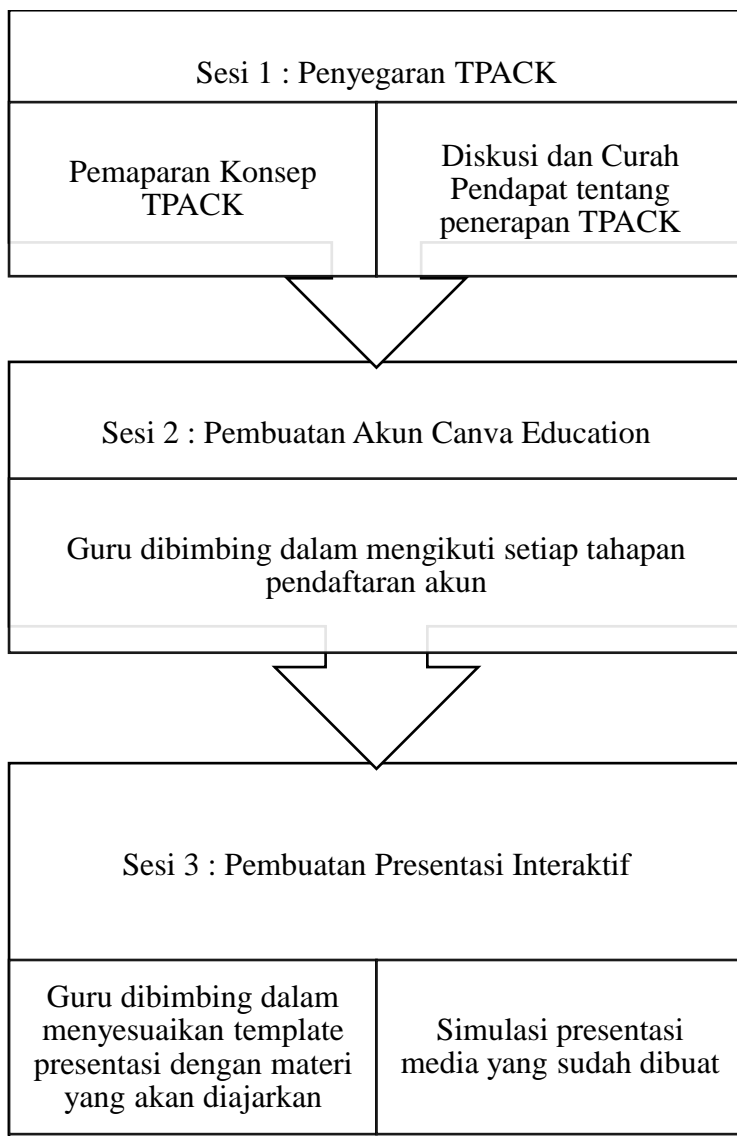 Sesi 1 : Penyegaran TPACK
Pemaparan Konsep
TPACK
Diskusi dan Curah
Pendapat tentang
penerapan TPACK
Sesi 2 : Pembuatan Akun Canva Education
Guru dibimbing dalam mengikuti setiap tahapan
pendaftaran akun
Sesi 3 : Pembuatan Presentasi Interaktif
Guru dibimbing dalam
menyesuaikan template
presentasi dengan materi
yang akan diajarkan
Simulasi presentasi
media yang sudah dibuat